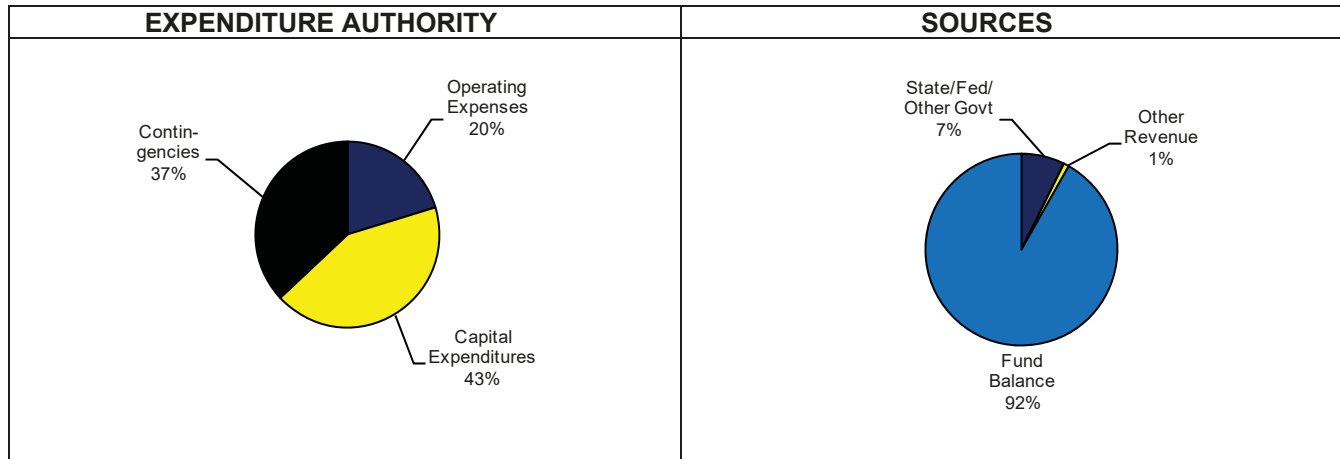 EXPENDITURE AUTHORITY
SOURCES
Operating
Expenses
20%
Contin-
gencies
37%
Capital
Expenditures
43%
State/Fed/
Other Govt
7%
Other
Revenue
1%
Fund
Balance
92%